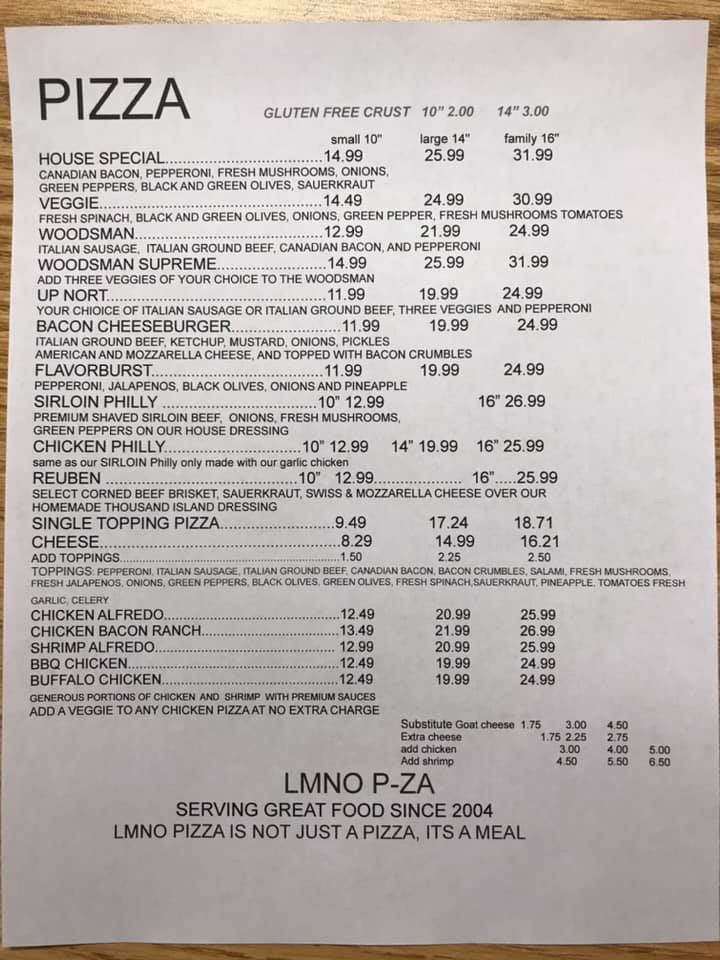 PIZZA GLUTEN FREE CRUST 10" 2.00 14" 3.00
small 10" large 14" family 16"
HOUSE SPECIAL.................................14.99 25.99 31.99
CANADIAN BACON, PEPPERONI, FRESH MUSHROOMS, ONIONS,
GREEN PEPPERS, BLACK AND GREEN OLIVES, SAUERKRAUT
VEGGIE..............................................14.49 24.99 30.99
FRESH SPINACH, BLACK AND GREEN OLIVES, ONIONS, GREEN PEPPER, FRESH MUSHROOMS TOMATOES
WOODSMAN.......................................12.99 21.99 24.99
ITALIAN SAUSAGE, ITALIAN GROUND BEEF, CANADIAN BACON, AND PEPPERONI
WOODSMAN SUPREME.......................14.99 25.99 31.99
ADD THREE VEGGIES OF YOUR CHOICE TO THE WOODSMAN
UP NORT.............................................11.99 19.99 24.99
YOUR CHIOICE OF ITALIAN SAUSAGE OR ITALIAN GROUND BEEF, THREE VEGGIES AND PEPPERONI
BACON CHEESEBURGER.......................11.99 19.99 24.99
ITALIAN GROUND BEEF, KETCHUP, MUSTARD, ONIONS, PICKLES
AMERICAN AND MOZZARELLA CHEESE, AND TOPPED WITH BACON CRUMBLES
FLAVORBURST....................................11.99 19.99 24.99
PEPPERONI, JALAPENOS, BLACK OLIVES, ONIONS AND PINEAPPLE
SIRLOIN PHILLY ................................10" 12.99 16" 26.99
PREMIUM SHAVED SIRLOIN BEEF, ONIONS, FRESH MUSHROOMS,
GREEN PEPPERS ON OUR HOUSE DRESSING
CHICKEN PHILLY............................10" 12.99 14" 19.99 16" 25.99
same as our SIRLOIN Philly only made with our garlic chicken
REUBEN .............................................10" 12.99.................... 16".....25.99
SELECT CORNED BEEF BRISKET, SAUERKRAUT, SWISS & MOZZARELLA CHEESE OVER OUR
HOMEMADE THOUSAND ISLAND DRESSING
SINGLE TOPPING PIZZA.......................9.49 17.24 18.71
CHEESE.................................................8.29 14.99 16.21
ADD TOPPINGS.......................................................1.50 2.25 2.50
TOPPINGS: PEPPERONI, ITALIAN SAUSAGE, ITALIAN GROUND BEEF, CANADIAN BACON, BACON CRUMBLES, SALAMI, FRESH MUSHROOMS,
FRESH JALAPENOS, ONIONS, GREEN PEPPERS, BLACK OLIVES, GREEN OLIVES, FRESH SPINACH,SAUERKRAUT, PINEAPPLE, TOMATOES FRESH
GARLIC, CELERY
CHICKEN ALFREDO...................................12.49 20.99 25.99
CHICKEN BACON RANCH...........................13.49 21.99 26.99
SHRIMP ALFREDO.................................... 12.99 20.99 25.99
BBQ CHICKEN..........................................12.49 19.99 24.99
BUFFALO CHICKEN...................................12.49 19.99 24.99
GENEROUS PORTIONS OF CHICKEN AND SHRIMP WITH PREMIUM SAUCES
ADD A VEGGIE TO ANY CHICKEN PIZZA AT NO EXTRA CHARGE
Substitute Goat cheese 1.75 3.00 4.50
Extra cheese 1.75 2.25 2.75
add chicken 3.00 4.00 5.00
Add shrimp 4.50 5.50 6.50
LMNO P-ZA
SERVING GREAT FOOD SINCE 2004
LMNO PIZZA IS NOT JUST A PIZZA, ITS A MEAL